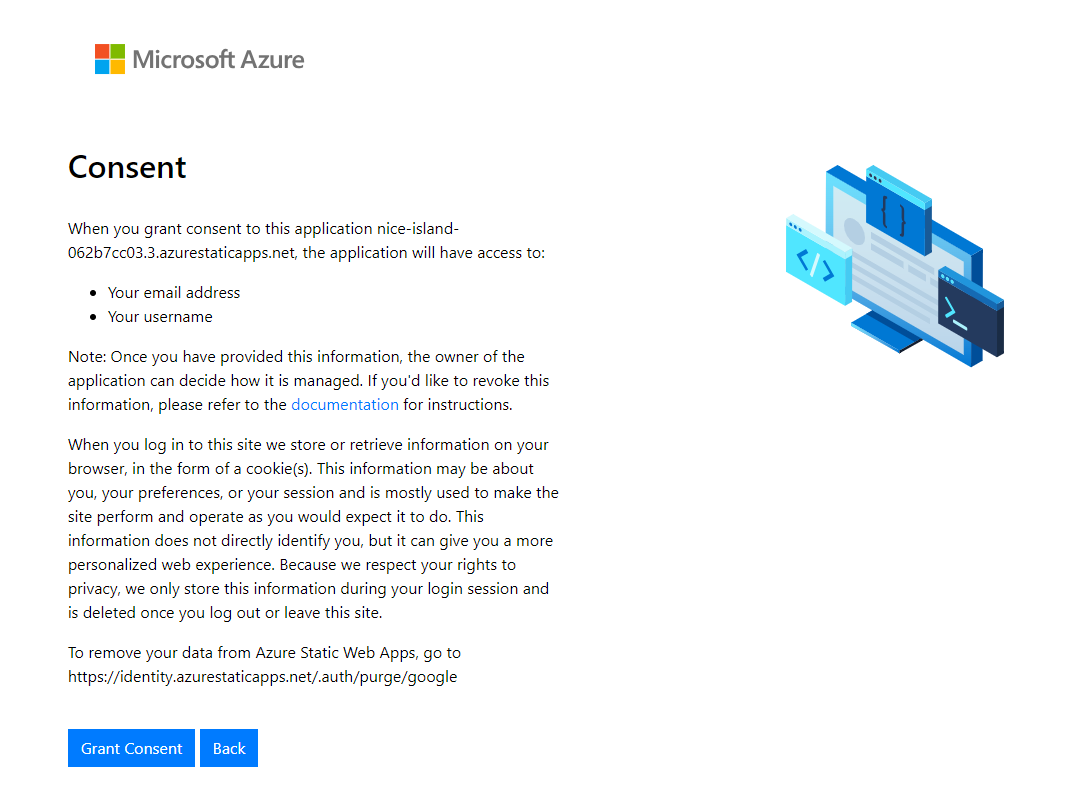 Microsoft Azure
Consent
When you grant consent to this application nice-island-
062b7cc03.3.azurestaticapps.net, the application will have access to:
• Your email address
• Your username
Note: Once you have provided this information, the owner of the
application can decide how it is managed. If you'd like to revoke this
information, please refer to the documentation for instructions.
When you log in to this site we store or retrieve information on your
browser, in the form of a cookie(s). This information may be about
you, your preferences, or your session and is mostly used to make the
site perform and operate as you would expect it to do. This
information does not directly identify you, but it can give you a more
personalized web experience. Because we respect your rights to
privacy, we only store this information during your login session and
is deleted once you log out or leave this site.
To remove your data from Azure Static Web Apps, go to
https://identity.azurestaticapps.net/.auth/purge/google
Grant Consent Back